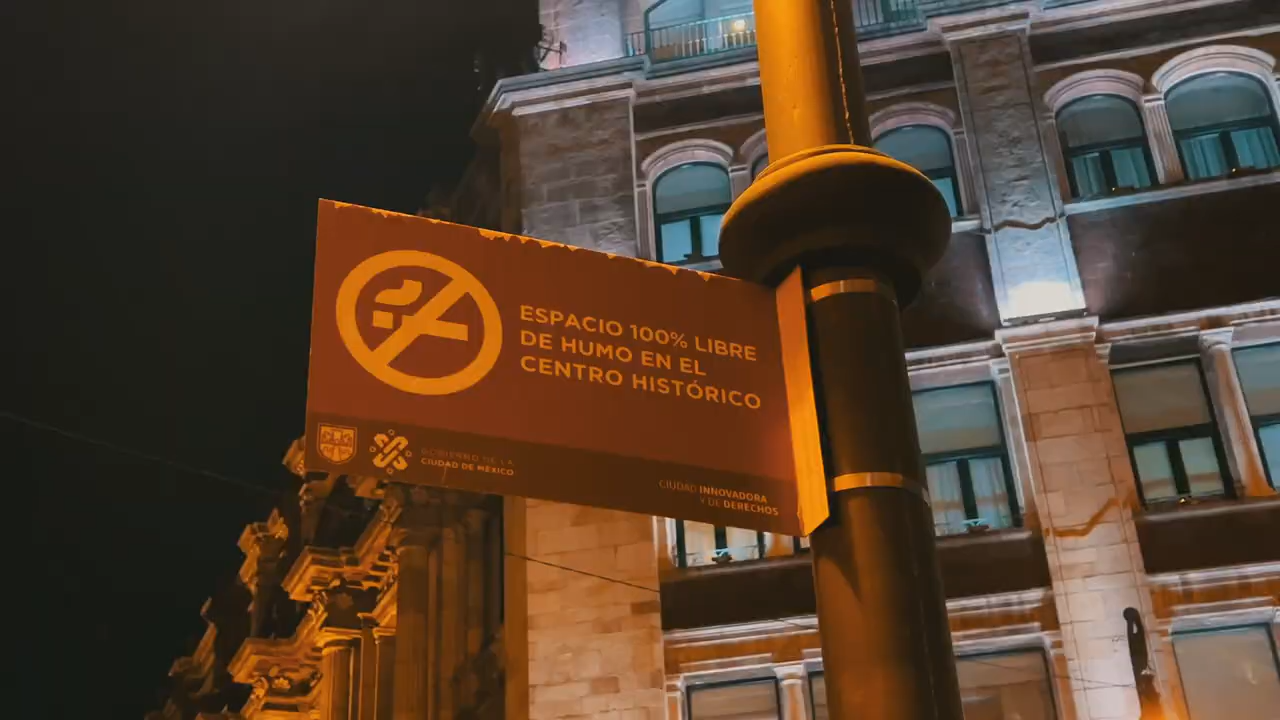 ESPACIO 100% LIBRE
DE HUMO EN EL
CENTRO HISTÓRICO
GOBIERNO DE LA
CIUDAD DE MÉXICO
CIUDAD INNOVADORA
Y DE DERECHOS